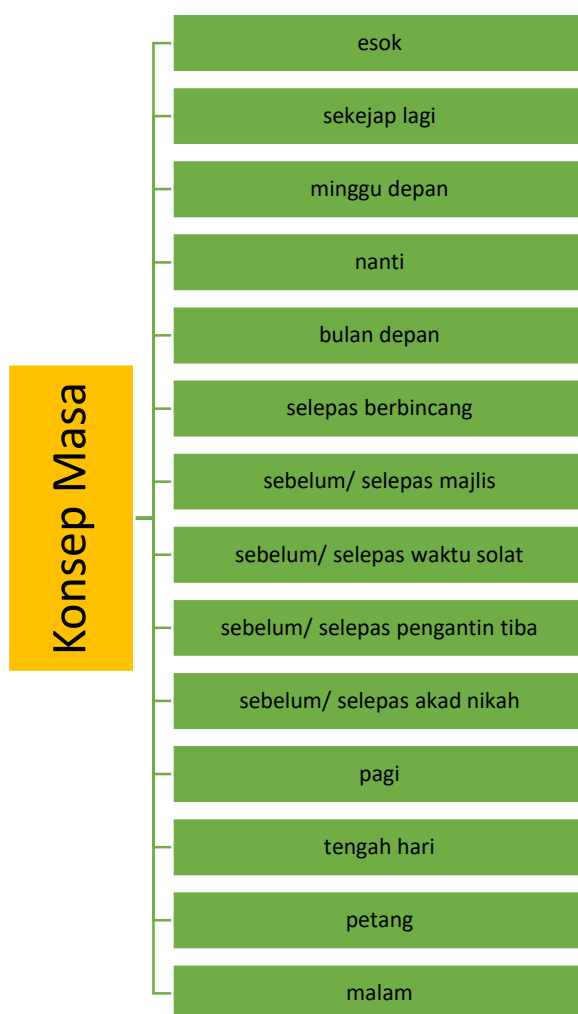 Konsep Masa
esok
sekejap lagi
minggu depan
nanti
bulan depan
selepas berbincang
sebelum/ selepas majlis
sebelum/ selepas waktu solat
sebelum/ selepas pengantin tiba
sebelum/ selepas akad nikah
pagi
tengah hari
petang
malam